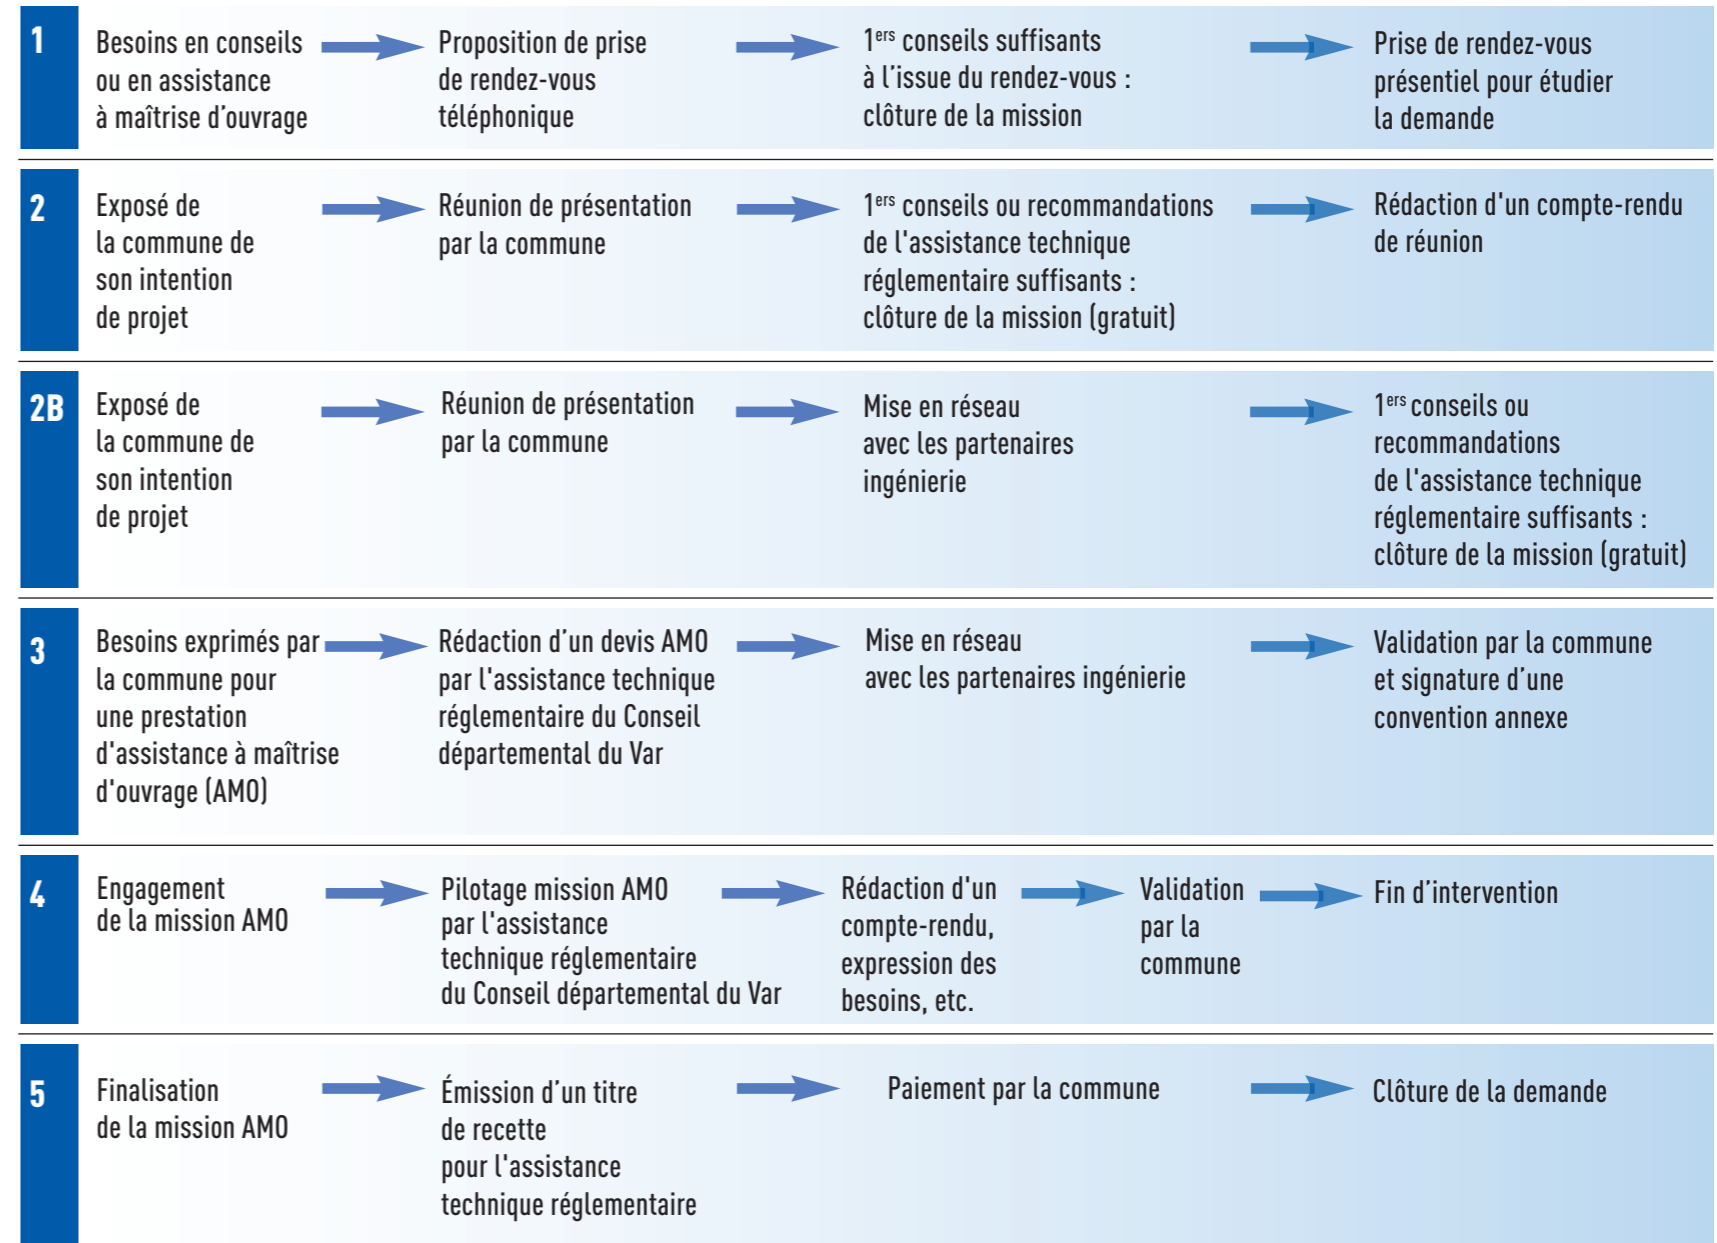 1
Besoins en conseils
ou en assistance
à maîtrise d’ouvrage
Proposition de prise
de rendez-vous
téléphonique
1ers conseils suffisants
à l’issue du rendez-vous :
clôture de la mission
Prise de rendez-vous
présentiel pour étudier
la demande
2
Exposé de
la commune de
son intention
de projet
Réunion de présentation
par la commune
1ers conseils ou recommandations
de l'assistance technique
réglementaire suffisants :
clôture de la mission (gratuit)
Rédaction d'un compte-rendu
de réunion
2B
Exposé de
la commune de
son intention
de projet
Réunion de présentation
par la commune
Mise en réseau
avec les partenaires
ingénierie
1ers conseils ou
recommandations
de l'assistance technique
réglementaire suffisants :
clôture de la mission (gratuit)
3
Besoins exprimés par
la commune pour
une prestation
d'assistance à maîtrise
d'ouvrage (AMO)
Rédaction d’un devis AMO
par l'assistance technique
réglementaire du Conseil
départemental du Var
Mise en réseau
avec les partenaires ingénierie
Validation par la commune
et signature d’une
convention annexe
4
Engagement
de la mission AMO
Pilotage mission AMO
par l'assistance
technique réglementaire
du Conseil départemental du Var
Rédaction d'un
compte-rendu,
expression des
besoins, etc.
Validation
par la
commune
Fin d’intervention
5
Finalisation
de la mission AMO
Émission d’un titre
de recette
pour l'assistance
technique réglementaire
Paiement par la commune
Clôture de la demande